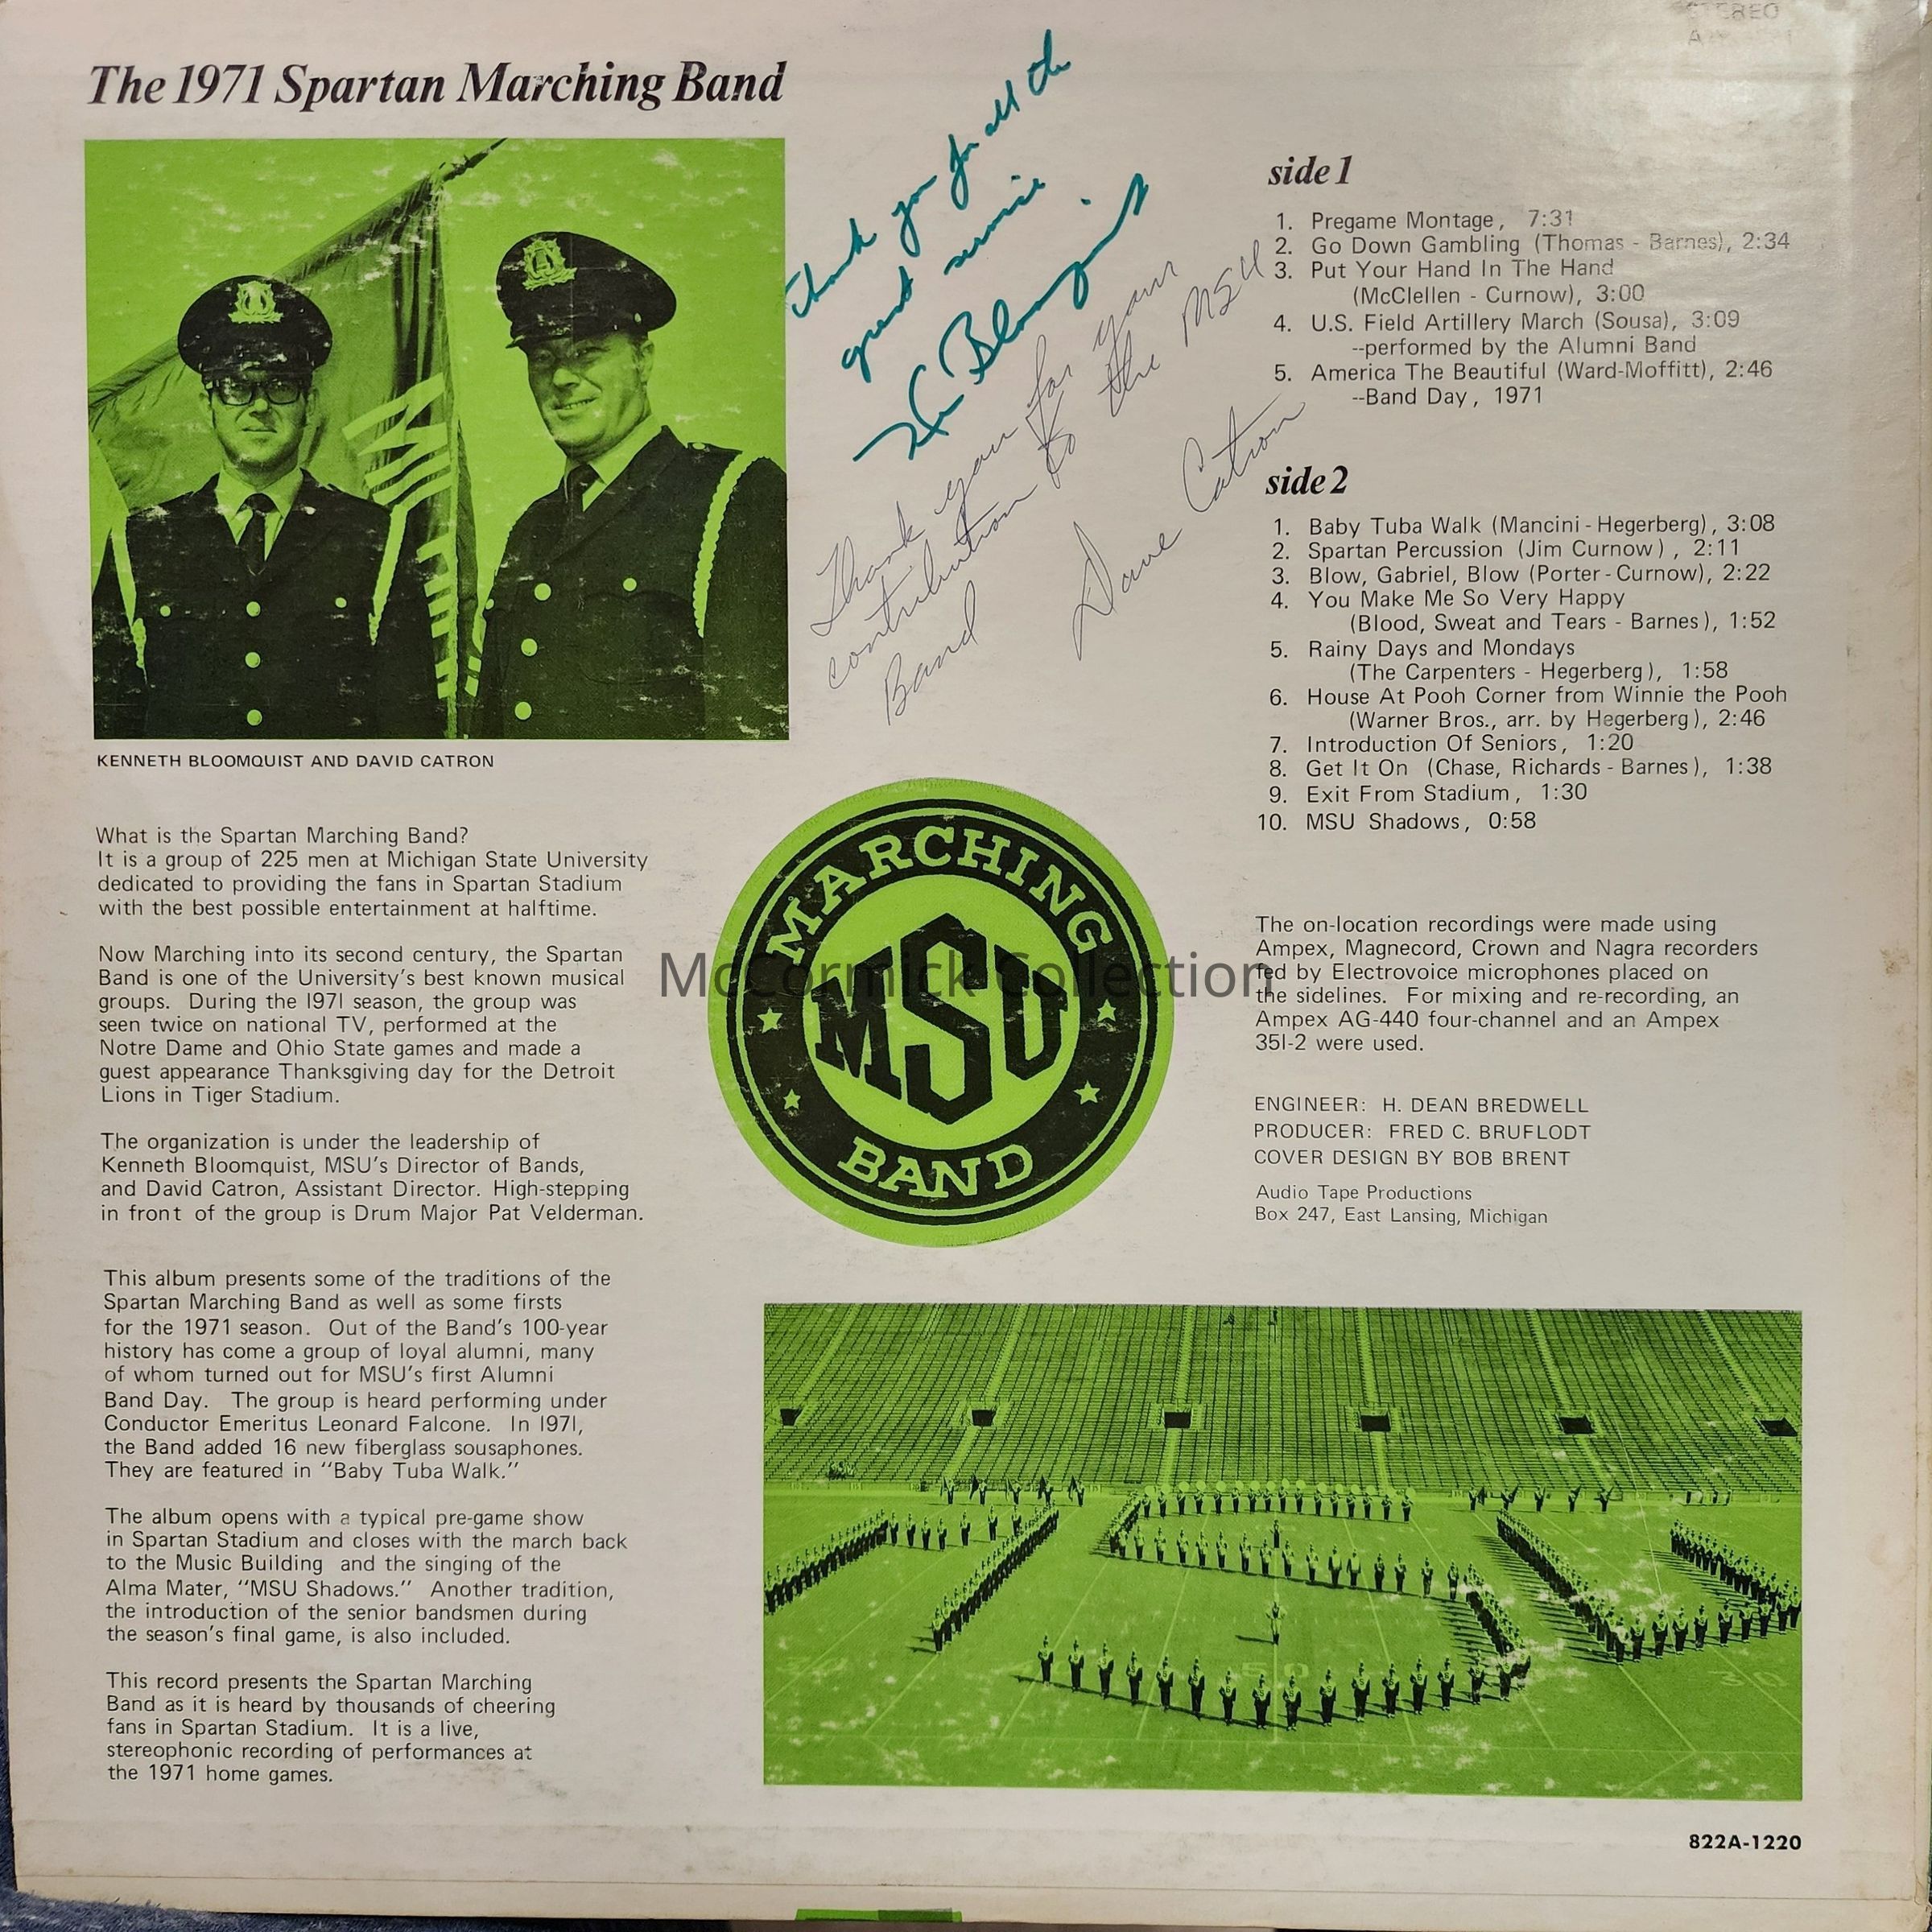 STEREO
The 1971 Spartan Marching Band
Thank you for all the
great service
K Bloomquist
Thank you for your
contribution to the MSU
Band
Dave Catron
KENNETH BLOOMQUIST AND DAVID CATRON
What is the Spartan Marching Band?
It is a group of 225 men at Michigan State University
dedicated to providing the fans in Spartan Stadium
with the best possible entertainment at halftime.
Now Marching into its second century, the Spartan
Band is one of the University's best known musical
groups. During the 1971 season, the group was
seen twice on national TV, performed at the
Notre Dame and Ohio State games and made a
guest appearance Thanksgiving day for the Detroit
Lions in Tiger Stadium.
The organization is under the leadership of
Kenneth Bloomquist, MSU's Director of Bands,
and David Catron, Assistant Director. High-stepping
in front of the group is Drum Major Pat Velderman.
This album presents some of the traditions of the
Spartan Marching Band as well as some firsts
for the 1971 season. Out of the Band's 100-year
history has come a group of loyal alumni, many
of whom turned out for MSU's first Alumni
Band Day. The group is heard performing under
Conductor Emeritus Leonard Falcone. In 1971,
the Band added 16 new fiberglass sousaphones.
They are featured in "Baby Tuba Walk."
The album opens with a typical pre-game show
in Spartan Stadium and closes with the march back
to the Music Building and the singing of the
Alma Mater, "MSU Shadows." Another tradition,
the introduction of the senior bandsmen during
the season's final game, is also included.
This record presents the Spartan Marching
Band as it is heard by thousands of cheering
fans in Spartan Stadium. It is a live,
stereophonic recording of performances at
the 1971 home games.
MARCHING
MSU
BAND
McCormick Collection
side 1
1. Pregame Montage, 7:31
2. Go Down Gambling (Thomas - Barnes), 2:34
3. Put Your Hand In The Hand
(McClellen - Curnow), 3:00
4. U.S. Field Artillery March (Sousa), 3:09
--performed by the Alumni Band
5. America The Beautiful (Ward-Moffitt), 2:46
--Band Day, 1971
side 2
1. Baby Tuba Walk (Mancini - Hegerberg), 3:08
2. Spartan Percussion (Jim Curnow), 2:11
3. Blow, Gabriel, Blow (Porter - Curnow), 2:22
4. You Make Me So Very Happy
(Blood, Sweat and Tears - Barnes), 1:52
5. Rainy Days and Mondays
(The Carpenters - Hegerberg), 1:58
6. House At Pooh Corner from Winnie the Pooh
(Warner Bros., arr. by Hegerberg), 2:46
7. Introduction Of Seniors, 1:20
8. Get It On (Chase, Richards - Barnes), 1:38
9. Exit From Stadium, 1:30
10. MSU Shadows, 0:58
The on-location recordings were made using
Ampex, Magnecord, Crown and Nagra recorders
fed by Electrovoice microphones placed on
the sidelines. For mixing and re-recording, an
Ampex AG-440 four-channel and an Ampex
351-2 were used.
ENGINEER: H. DEAN BREDWELL
PRODUCER: FRED C. BRUFLODT
COVER DESIGN BY BOB BRENT
Audio Tape Productions
Box 247, East Lansing, Michigan
50
30
822A-1220